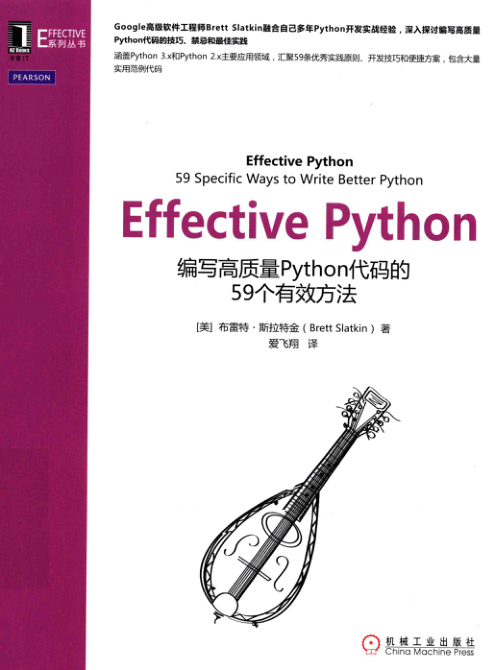 EFFECTIVE
系列丛书
华章IT
PEARSON
Google高级软件工程师Brett Slatkin融合自己多年Python开发实战经验，深入探讨编写高质量
Python代码的技巧、禁忌和最佳实践
涵盖Python 3.x和Python 2.x主要应用领域，汇聚59条优秀实践原则、开发技巧和便捷方案，包含大量
实用范例代码
Effective Python
59 Specific Ways to Write Better Python
Effective Python
编写高质量Python代码的
59个有效方法
[美] 布雷特·斯拉特金（Brett Slatkin）著
爱飞翔 译
机械工业出版社
China Machine Press